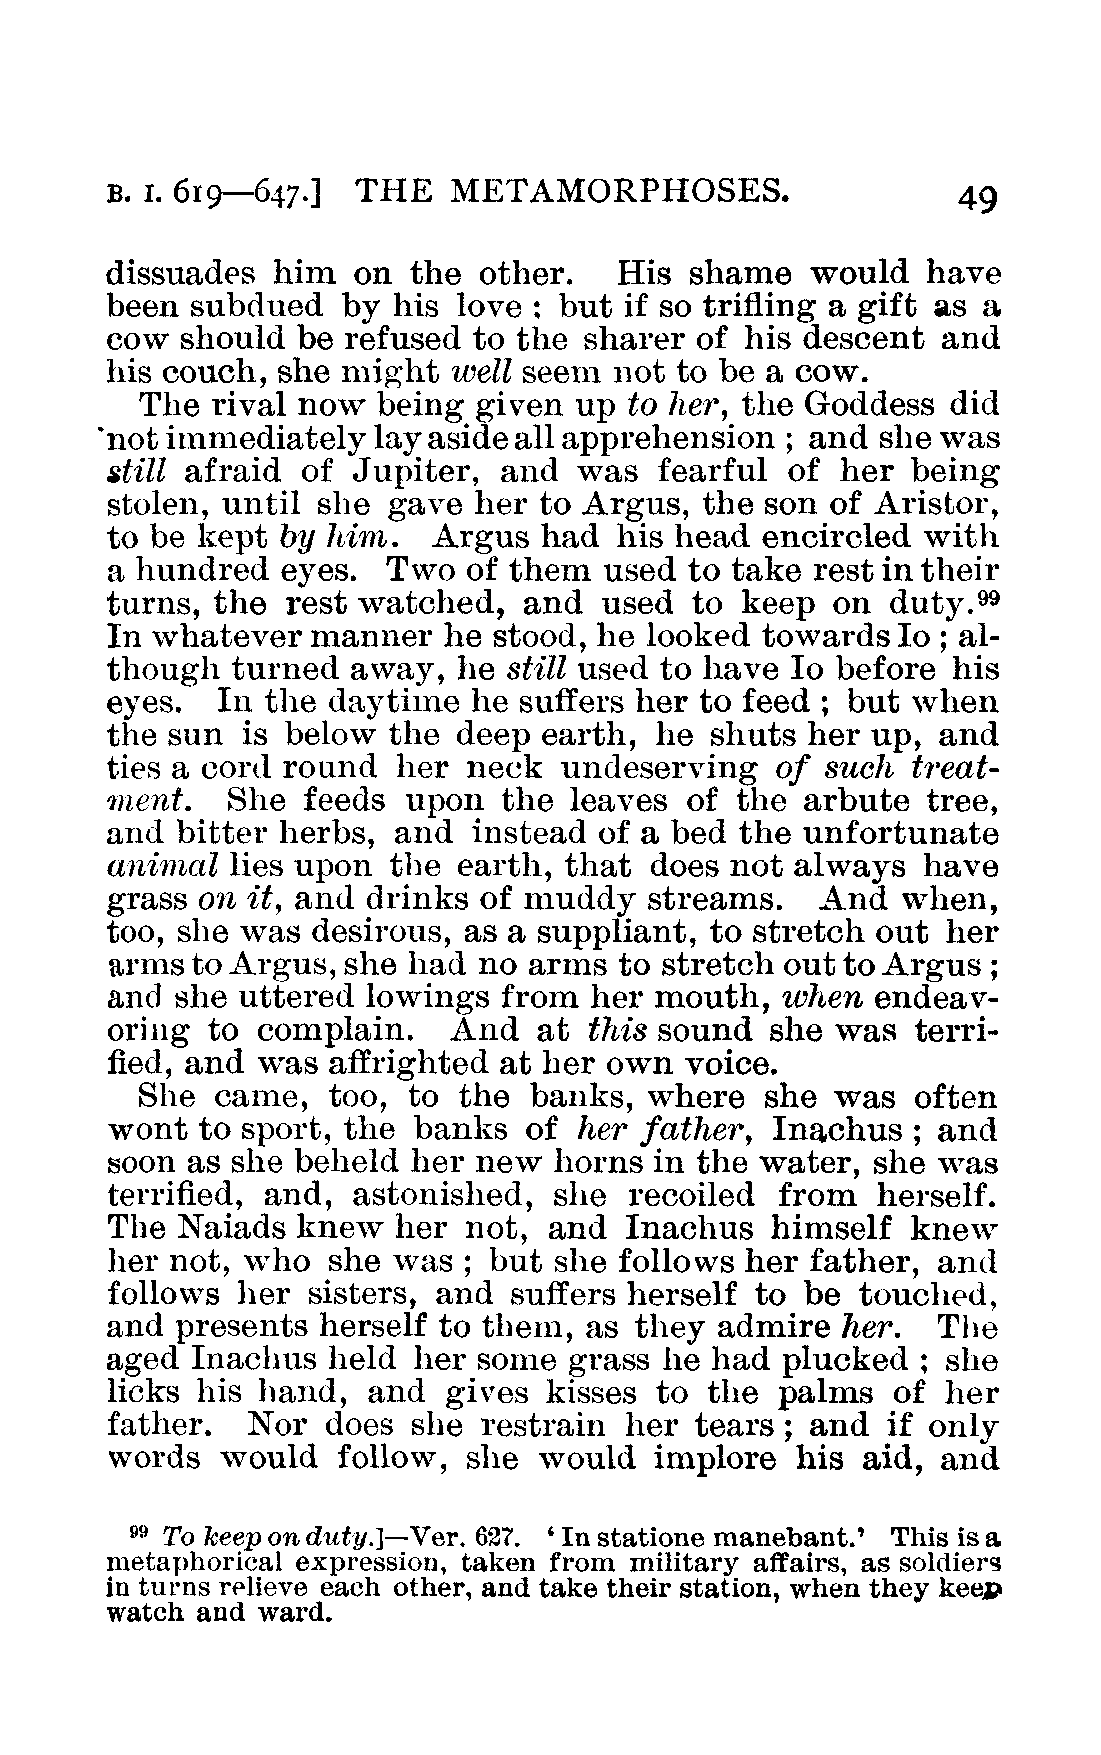 B. I. 619—647.] THE METAMORPHOSES. 49
dissuades him on the other. His shame would have
been subdued by his love ; but if so trifling a gift as a
cow should be refused to the sharer of his descent and
his couch, she might well seem not to be a cow.
The rival now being given up to her, the Goddess did
not immediately lay aside all apprehension ; and she was
still afraid of Jupiter, and was fearful of her being
stolen, until she gave her to Argus, the son of Aristor,
to be kept by him. Argus had his head encircled with
a hundred eyes. Two of them used to take rest in their
turns, the rest watched, and used to keep on duty.⁹⁹
In whatever manner he stood, he looked towards Io ; al-
though turned away, he still used to have Io before his
eyes. In the daytime he suffers her to feed ; but when
the sun is below the deep earth, he shuts her up, and
ties a cord round her neck undeserving of such treat-
ment. She feeds upon the leaves of the arbute tree,
and bitter herbs, and instead of a bed the unfortunate
animal lies upon the earth, that does not always have
grass on it, and drinks of muddy streams. And when,
too, she was desirous, as a suppliant, to stretch out her
arms to Argus, she had no arms to stretch out to Argus ;
and she uttered lowings from her mouth, when endeav-
oring to complain. And at this sound she was terri-
fied, and was affrighted at her own voice.
She came, too, to the banks, where she was often
wont to sport, the banks of her father, Inachus ; and
soon as she beheld her new horns in the water, she was
terrified, and, astonished, she recoiled from herself.
The Naiads knew her not, and Inachus himself knew
her not, who she was ; but she follows her father, and
follows her sisters, and suffers herself to be touched,
and presents herself to them, as they admire her. The
aged Inachus held her some grass he had plucked ; she
licks his hand, and gives kisses to the palms of her
father. Nor does she restrain her tears ; and if only
words would follow, she would implore his aid, and
⁹⁹ To keep on duty.]—Ver. 627. ‘In statione manebant.’ This is a
metaphorical expression, taken from military affairs, as soldiers
in turns relieve each other, and take their station, when they keep
watch and ward.